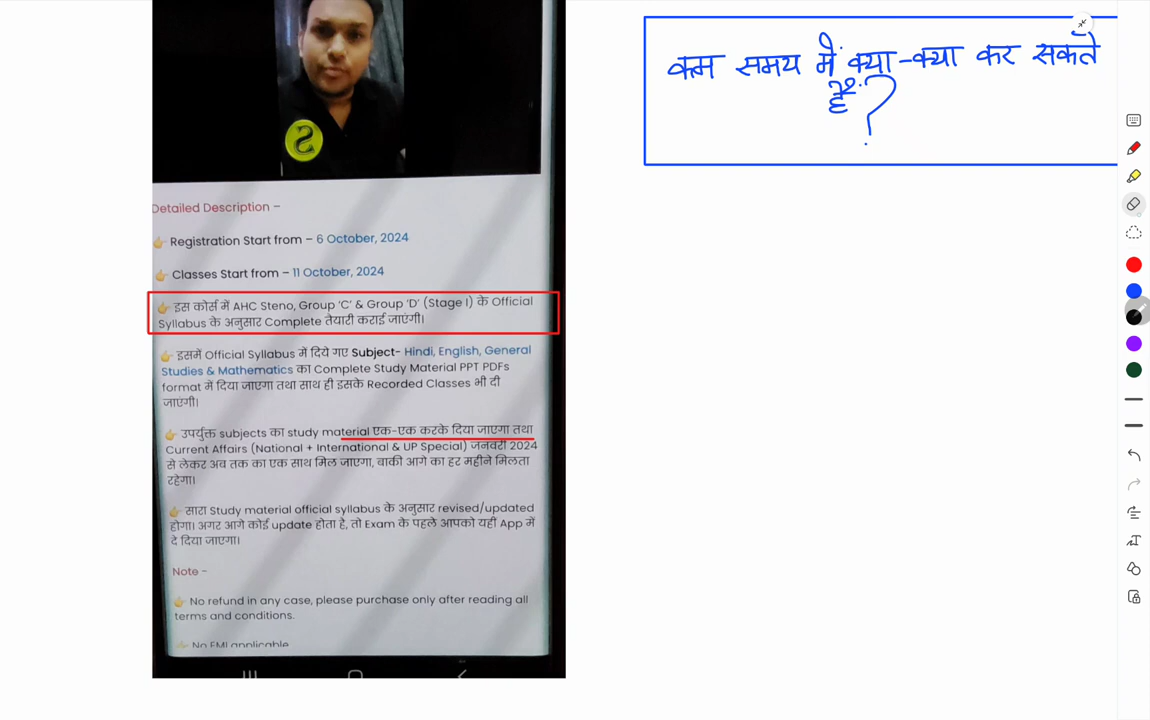 Detailed Description –
👉 Registration Start from – 6 October, 2024
👉 Classes Start from – 11 October, 2024
👉 इस कोर्स में AHC Steno, Group ‘C’ & Group ‘D’ (Stage I) के Official
Syllabus के अनुसार Complete तैयारी कराई जाएंगी।
👉 इसमें Official Syllabus में दिये गए Subject- Hindi, English, General
Studies & Mathematics का Complete Study Material PPT PDFs
format में दिया जाएगा तथा साथ ही इसके Recorded Classes भी दी
जाएंगी।
👉 उपर्युक्त subjects का study material एक-एक करके दिया जाएगा तथा
Current Affairs (National + International & UP Special) जनवरी 2024
से लेकर अब तक का एक साथ मिल जाएगा, बाकी आगे का हर महीने मिलता
रहेगा।
👉 सारा Study material official syllabus के अनुसार revised/updated
होगा। अगर आगे कोई update होता है, तो Exam के पहले आपको यहीं App में
दे दिया जाएगा।
Note -
👉 No refund in any case, please purchase only after reading all
terms and conditions.
👉 No EMI applicable
कम समय में क्या-क्या कर सकते
हैं?